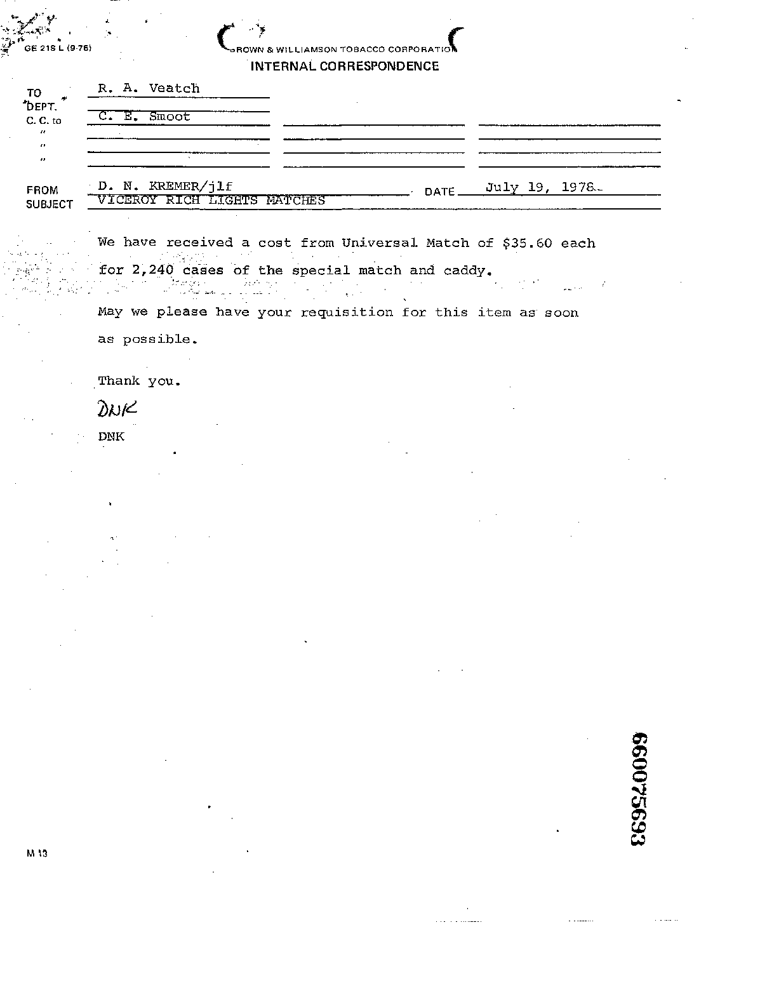 GE 218 L (9-76)
BROWN & WILLIAMSON TOBACCO CORPORATION
INTERNAL CORRESPONDENCE
TO R. A. Veatch
DEPT.
C. C. to C. E. Smoot
"
"
"
FROM D. N. KREMER/jlf DATE July 19, 1978
SUBJECT VICEROY RICH LIGHTS MATCHES
We have received a cost from Universal Match of $35.60 each
for 2,240 cases of the special match and caddy.
May we please have your requisition for this item as soon
as possible.
Thank you.
DNK
DNK
660075693
M 13